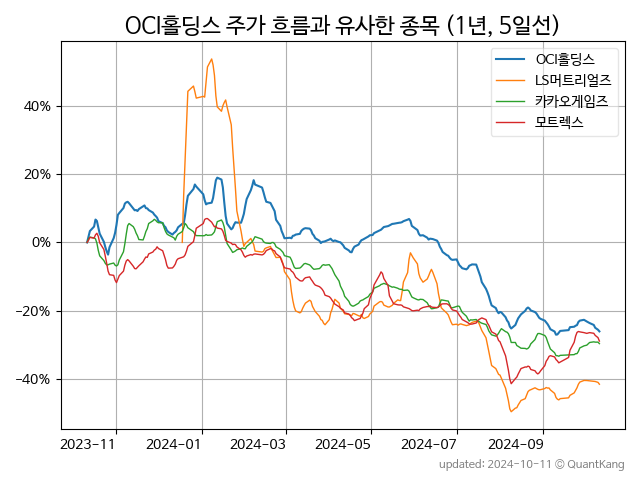 OCI홀딩스 주가 흐름과 유사한 종목 (1년, 5일선)
OCI홀딩스
LS머트리얼즈
카카오게임즈
모트렉스
40%
20%
0%
−20%
−40%
2023-11 2024-01 2024-03 2024-05 2024-07 2024-09
updated: 2024-10-11 © QuantKang